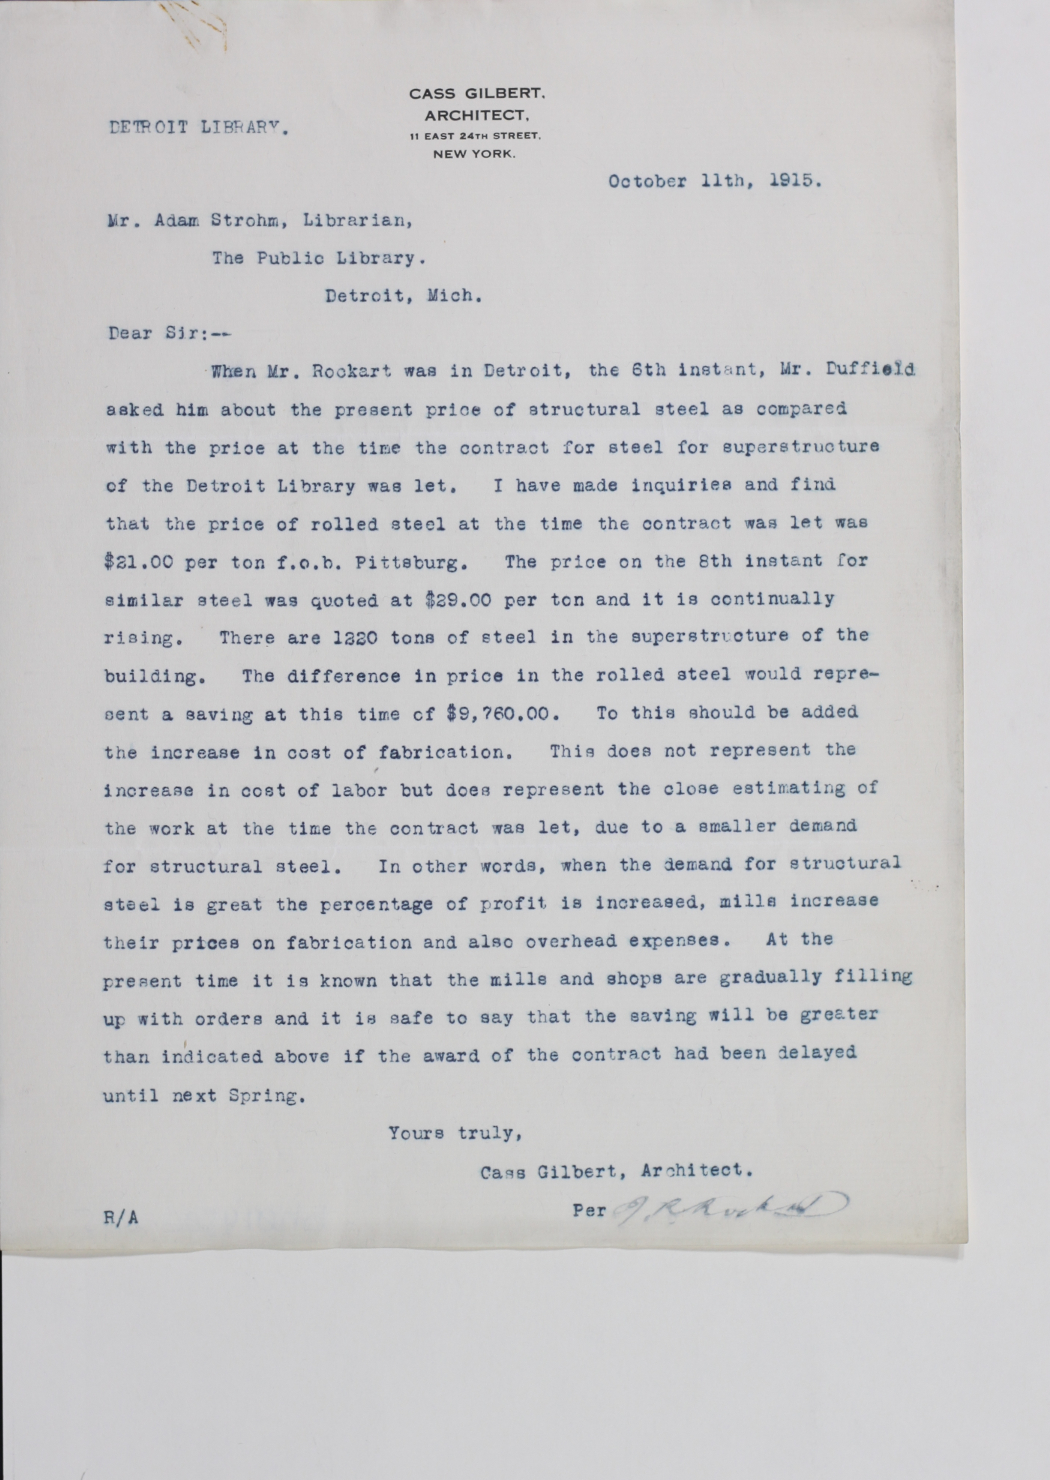 CASS GILBERT,
ARCHITECT,
11 EAST 24TH STREET,
NEW YORK.
DETROIT LIBRARY.
October 11th, 1915.
Mr. Adam Strohm, Librarian,
The Public Library.
Detroit, Mich.
Dear Sir:--
When Mr. Rockart was in Detroit, the 6th instant, Mr. Duffield
asked him about the present price of structural steel as compared
with the price at the time the contract for steel for superstructure
of the Detroit Library was let. I have made inquiries and find
that the price of rolled steel at the time the contract was let was
$21.00 per ton f.o.b. Pittsburg. The price on the 8th instant for
similar steel was quoted at $29.00 per ton and it is continually
rising. There are 1220 tons of steel in the superstructure of the
building. The difference in price in the rolled steel would repre-
sent a saving at this time of $9,760.00. To this should be added
the increase in cost of fabrication. This does not represent the
increase in cost of labor but does represent the close estimating of
the work at the time the contract was let, due to a smaller demand
for structural steel. In other words, when the demand for structural
steel is great the percentage of profit is increased, mills increase
their prices on fabrication and also overhead expenses. At the
present time it is known that the mills and shops are gradually filling
up with orders and it is safe to say that the saving will be greater
than indicated above if the award of the contract had been delayed
until next Spring.
Yours truly,
Cass Gilbert, Architect.
Per J. R. Rockart
R/A